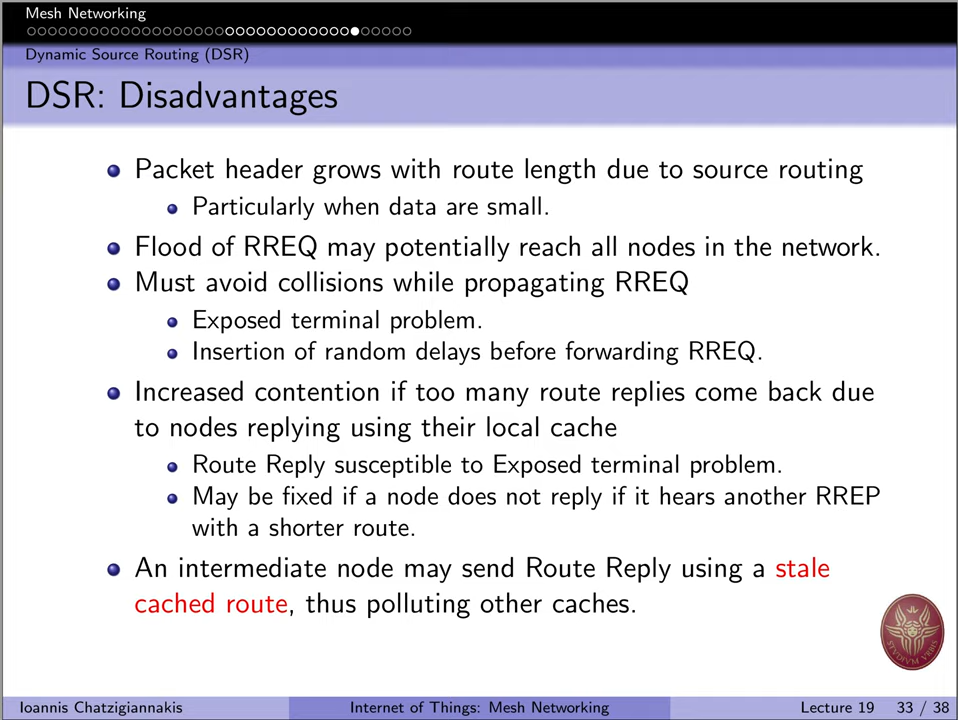 Mesh Networking
Dynamic Source Routing (DSR)
DSR: Disadvantages
Packet header grows with route length due to source routing
Particularly when data are small.
Flood of RREQ may potentially reach all nodes in the network.
Must avoid collisions while propagating RREQ
Exposed terminal problem.
Insertion of random delays before forwarding RREQ.
Increased contention if too many route replies come back due
to nodes replying using their local cache
Route Reply susceptible to Exposed terminal problem.
May be fixed if a node does not reply if it hears another RREP
with a shorter route.
An intermediate node may send Route Reply using a stale
cached route, thus polluting other caches.
STVDIVM VRBIS
Ioannis Chatzigiannakis
Internet of Things: Mesh Networking
Lecture 19
33 / 38